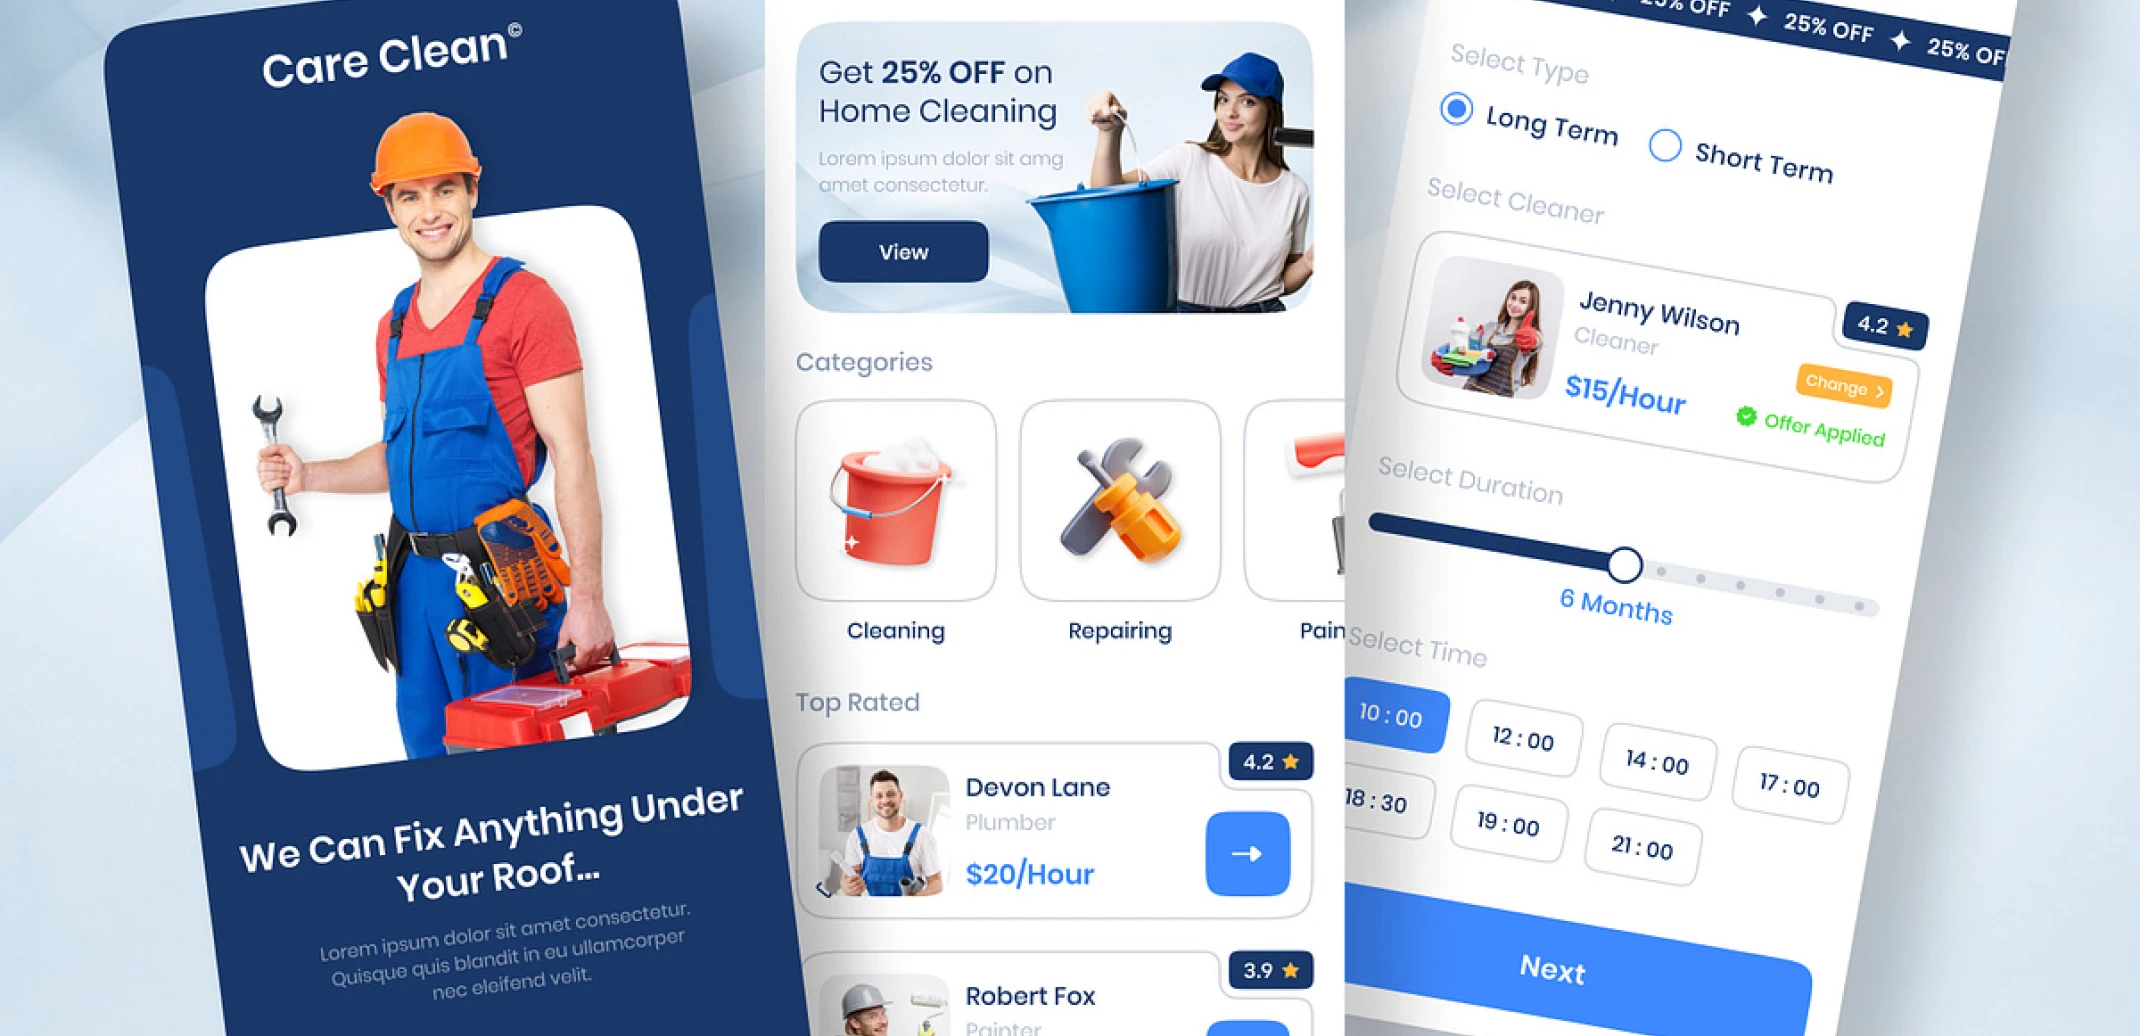 Care Clean©
We Can Fix Anything Under
Your Roof...
Lorem ipsum dolor sit amet consectetur.
Quisque quis blandit in eu ullamcorper
nec eleifend velit.
Get 25% OFF on
Home Cleaning
Lorem ipsum dolor sit amg
amet consectetur.
View
Categories
Cleaning
Repairing
Pain
Top Rated
4.2
Devon Lane
Plumber
$20/Hour
3.9
Robert Fox
Painter
25% OFF 25% OFF 25% OF
Select Type
Long Term
Short Term
Select Cleaner
Jenny Wilson
4.2
Cleaner
Change >
$15/Hour
Offer Applied
Select Duration
6 Months
Select Time
10 : 00
12 : 00
14 : 00
17 : 00
18 : 30
19 : 00
21 : 00
Next